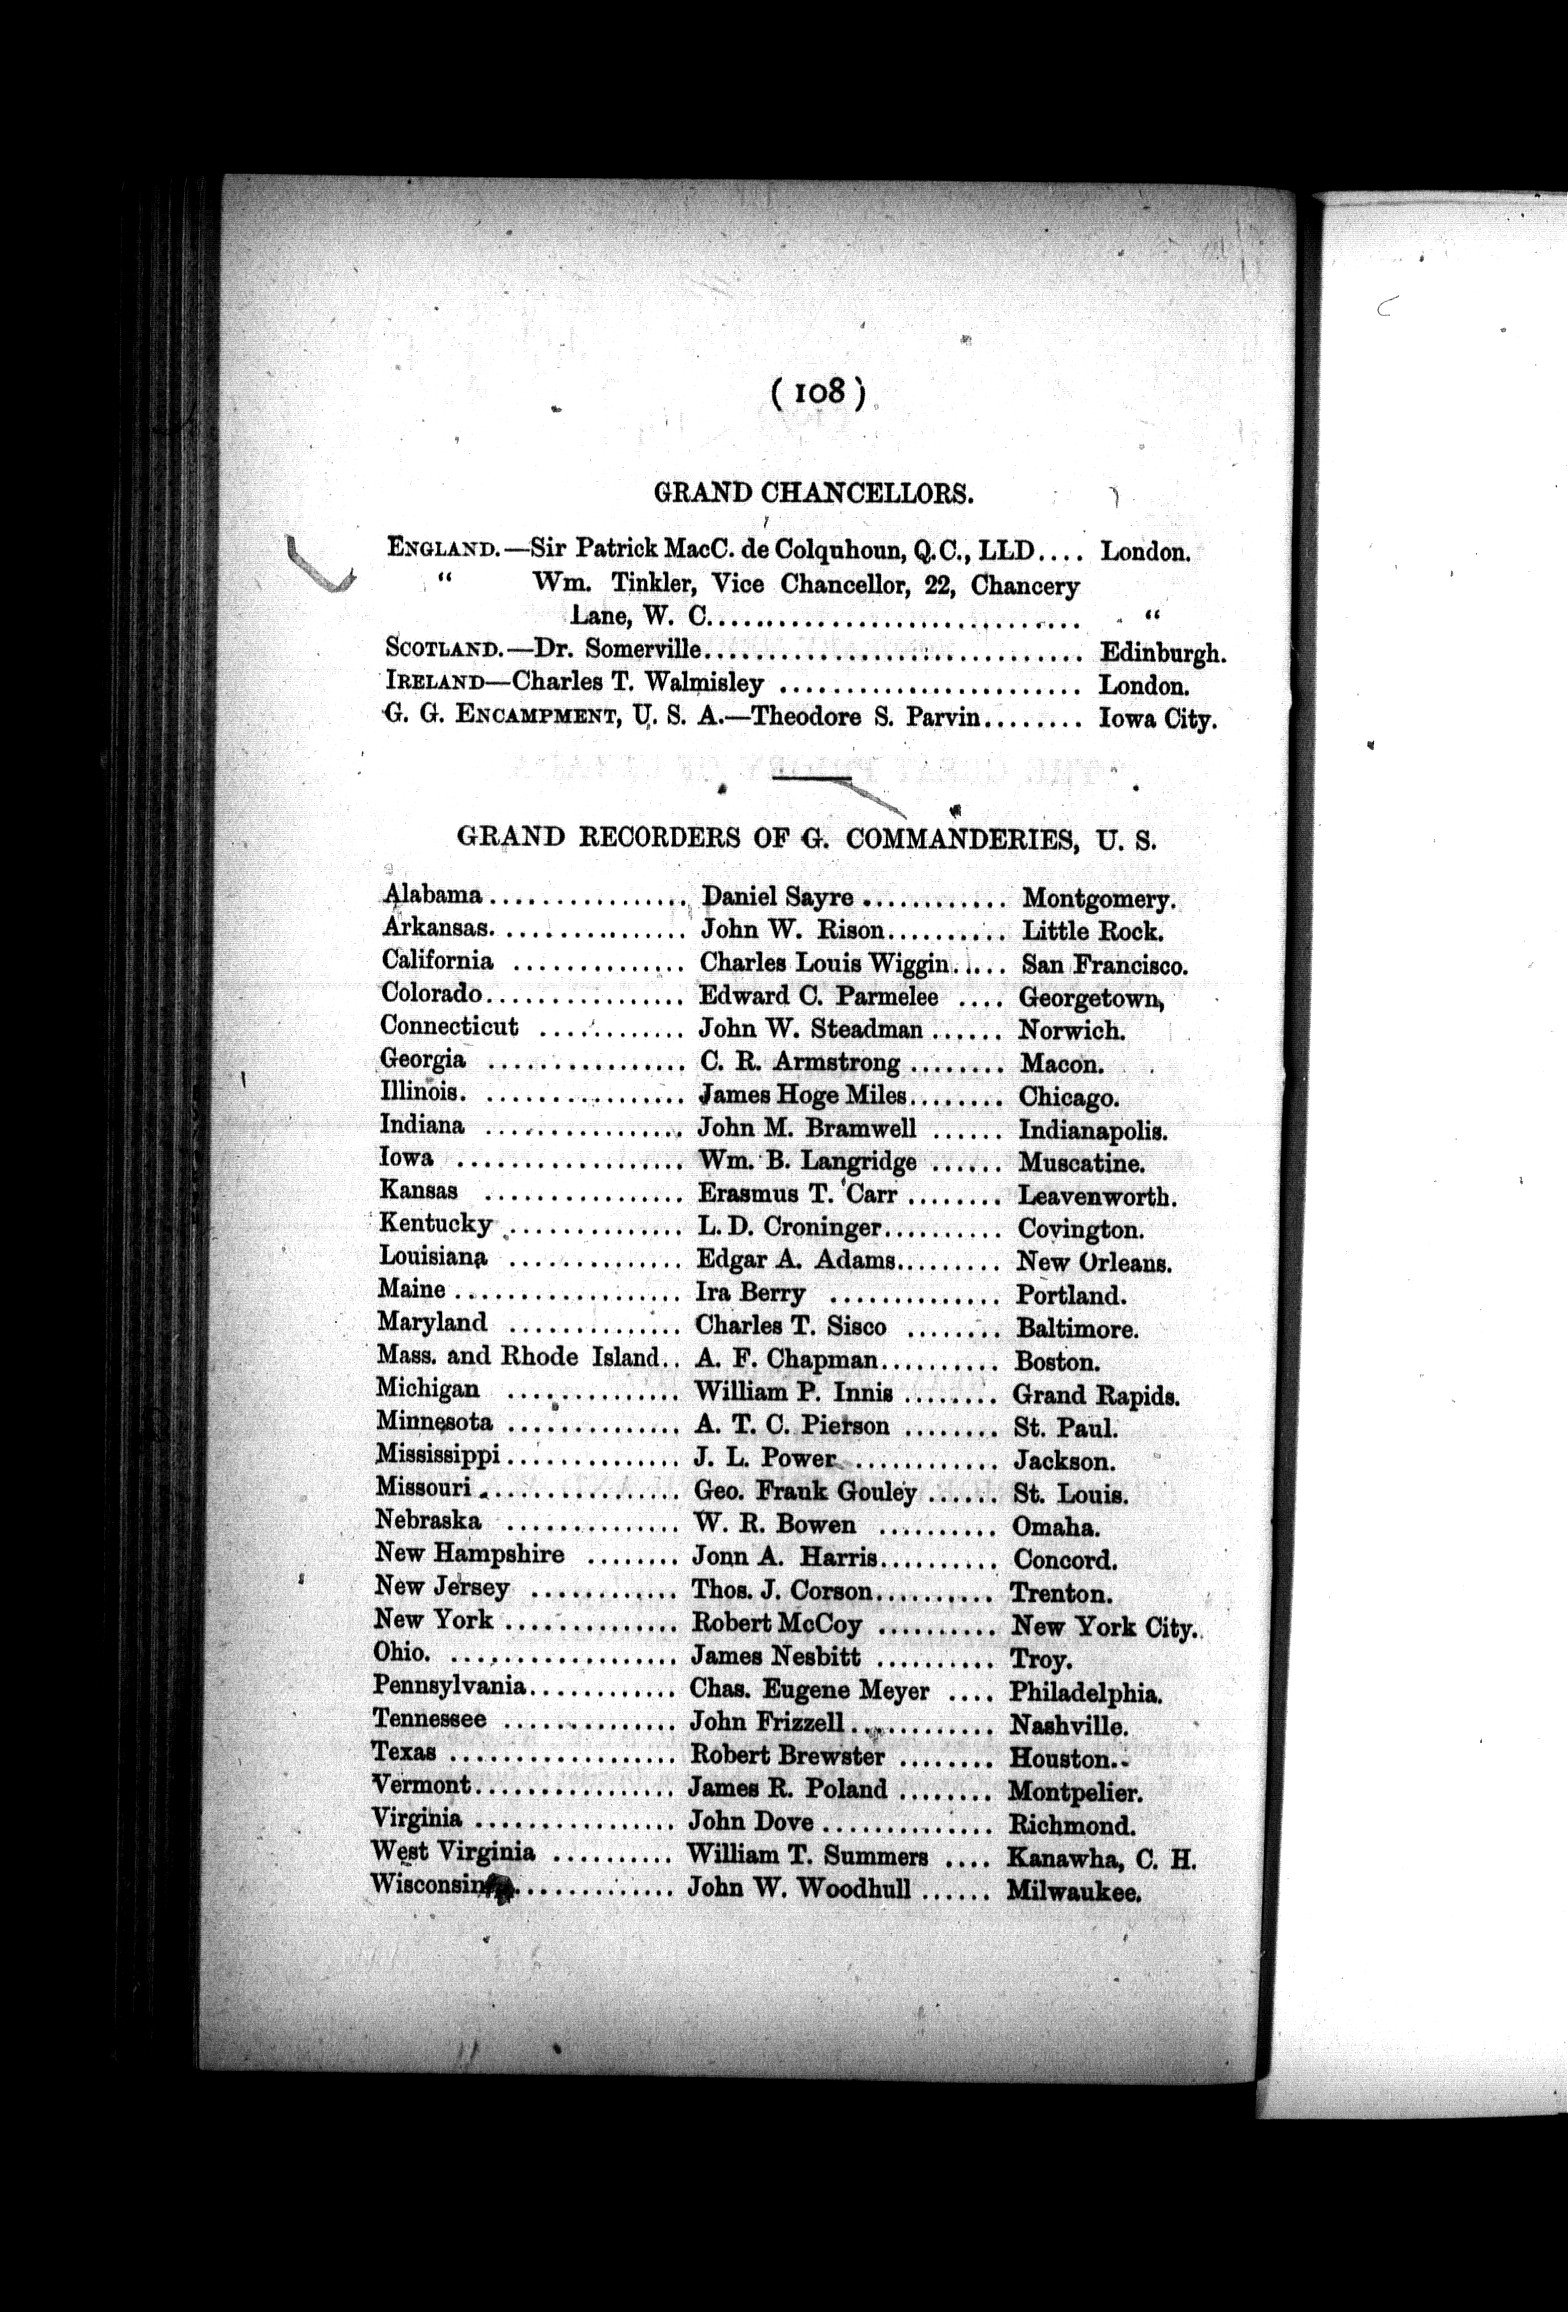 ( 108 )
GRAND CHANCELLORS.
ENGLAND.—Sir Patrick MacC. de Colquhoun, Q.C., LLD.... London.
“ Wm. Tinkler, Vice Chancellor, 22, Chancery
Lane, W. C............................. “
SCOTLAND.—Dr. Somerville.............................. Edinburgh.
IRELAND—Charles T. Walmisley ....................... London.
G. G. ENCAMPMENT, U. S. A.—Theodore S. Parvin........ Iowa City.
GRAND RECORDERS OF G. COMMANDERIES, U. S.
Alabama................ Daniel Sayre ............ Montgomery.
Arkansas. .............. John W. Rison.......... Little Rock.
California .............. Charles Louis Wiggin..... San Francisco.
Colorado................ Edward C. Parmelee .... Georgetown,
Connecticut ............ John W. Steadman ...... Norwich.
Georgia ................ C. R. Armstrong ........ Macon.
Illinois. ................ James Hoge Miles........ Chicago.
Indiana ................ John M. Bramwell ...... Indianapolis.
Iowa .................. Wm. B. Langridge ...... Muscatine.
Kansas ................ Erasmus T. Carr ........ Leavenworth.
Kentucky .............. L. D. Croninger.......... Covington.
Louisiana .............. Edgar A. Adams......... New Orleans.
Maine .................. Ira Berry .............. Portland.
Maryland .............. Charles T. Sisco ........ Baltimore.
Mass. and Rhode Island.. A. F. Chapman.......... Boston.
Michigan .............. William P. Innis ........ Grand Rapids.
Minnesota .............. A. T. C. Pierson ........ St. Paul.
Mississippi.............. J. L. Power ............ Jackson.
Missouri ................ Geo. Frank Gouley ...... St. Louis.
Nebraska .............. W. R. Bowen .......... Omaha.
New Hampshire ........ Jonn A. Harris.......... Concord.
New Jersey ............ Thos. J. Corson.......... Trenton.
New York .............. Robert McCoy .......... New York City.
Ohio. .................. James Nesbitt .......... Troy.
Pennsylvania............ Chas. Eugene Meyer .... Philadelphia.
Tennessee .............. John Frizzell............ Nashville.
Texas .................. Robert Brewster ........ Houston.
Vermont................ James R. Poland ........ Montpelier.
Virginia ................ John Dove .............. Richmond.
West Virginia .......... William T. Summers .... Kanawha, C. H.
Wisconsin.............. John W. Woodhull ...... Milwaukee.